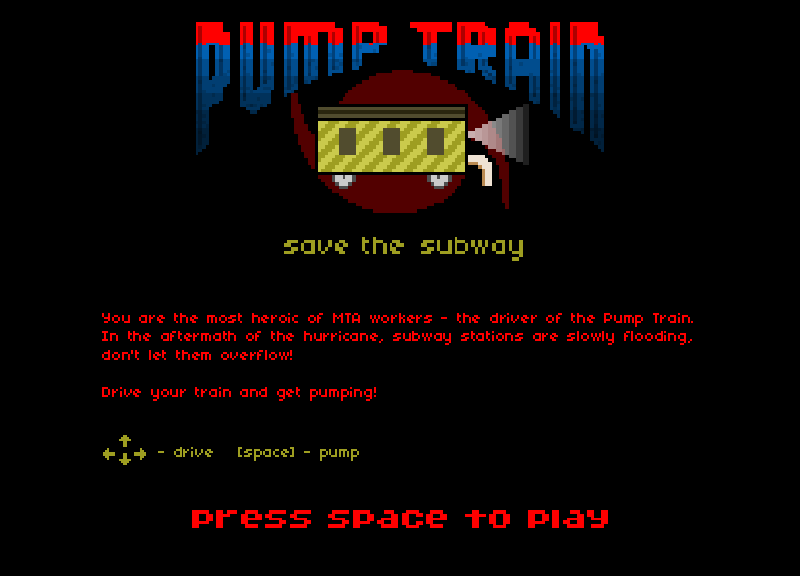 PUMP TRAIN
save the subway
You are the most heroic of MTA workers - the driver of the Pump Train.
In the aftermath of the hurricane, subway stations are slowly flooding,
don't let them overflow!
Drive your train and get pumping!
- drive [space] - pump
press space to play